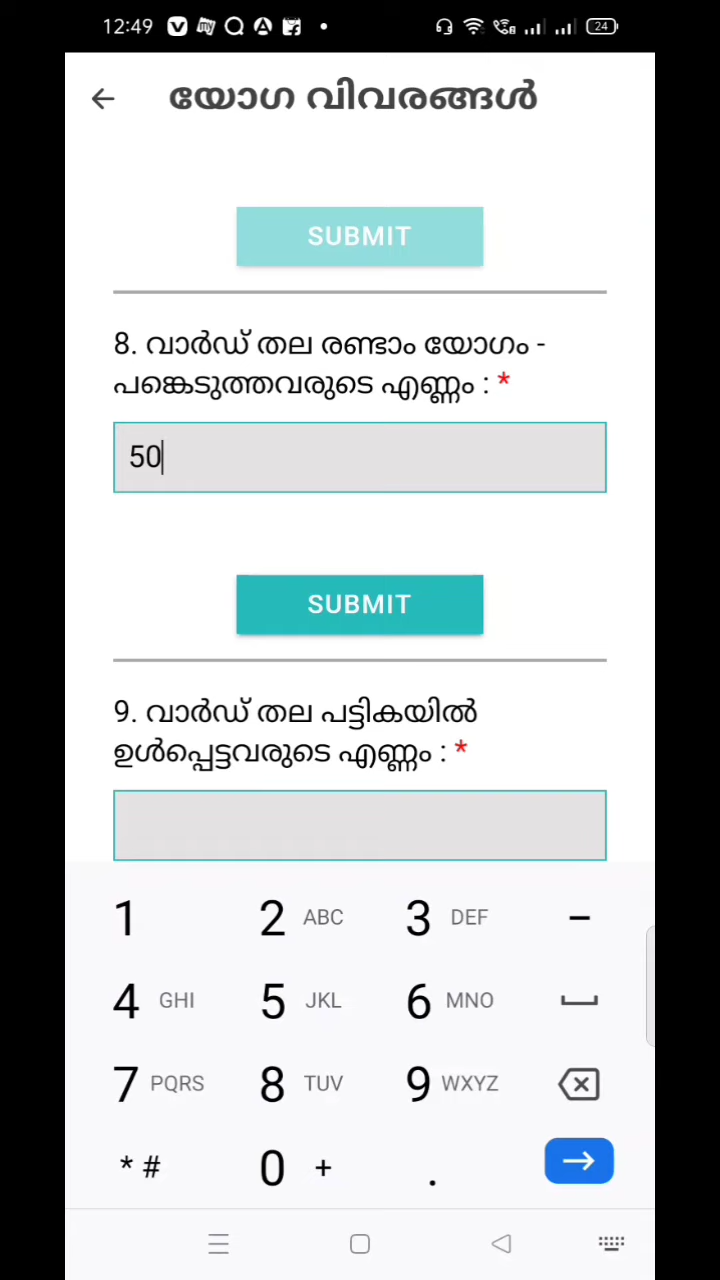 12:49
24
യോഗ വിവരങ്ങൾ
SUBMIT
8. വാർഡ് തല രണ്ടാം യോഗം -
പങ്കെടുത്തവരുടെ എണ്ണം : *
50
SUBMIT
9. വാർഡ് തല പട്ടികയിൽ
ഉൾപ്പെട്ടവരുടെ എണ്ണം : *
1 2 ABC 3 DEF −
4 GHI 5 JKL 6 MNO
7 PQRS 8 TUV 9 WXYZ
* # 0 + .